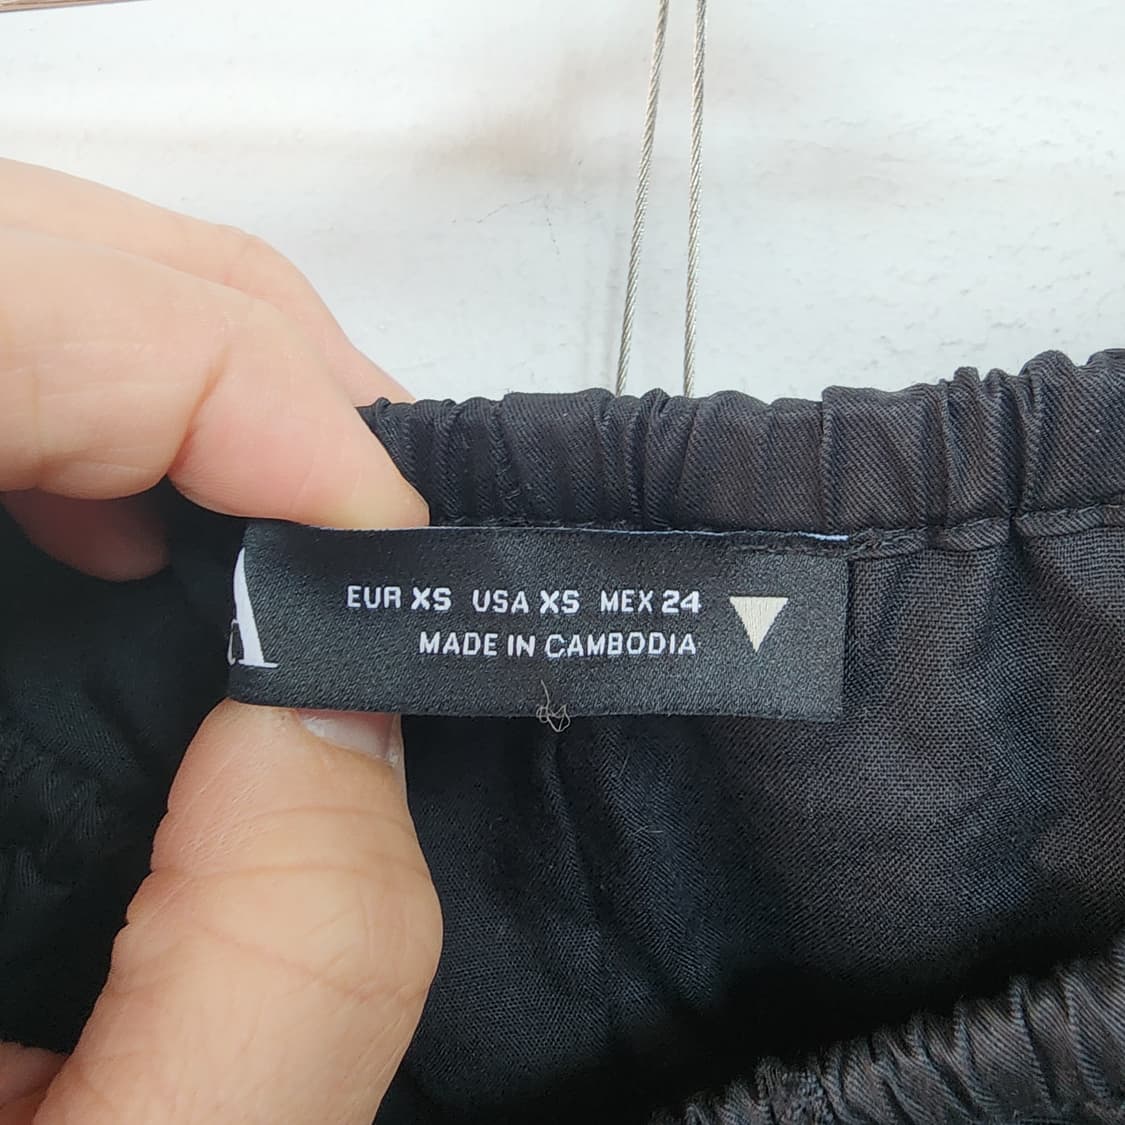 A
EUR XS USA XS MEX 24
MADE IN CAMBODIA